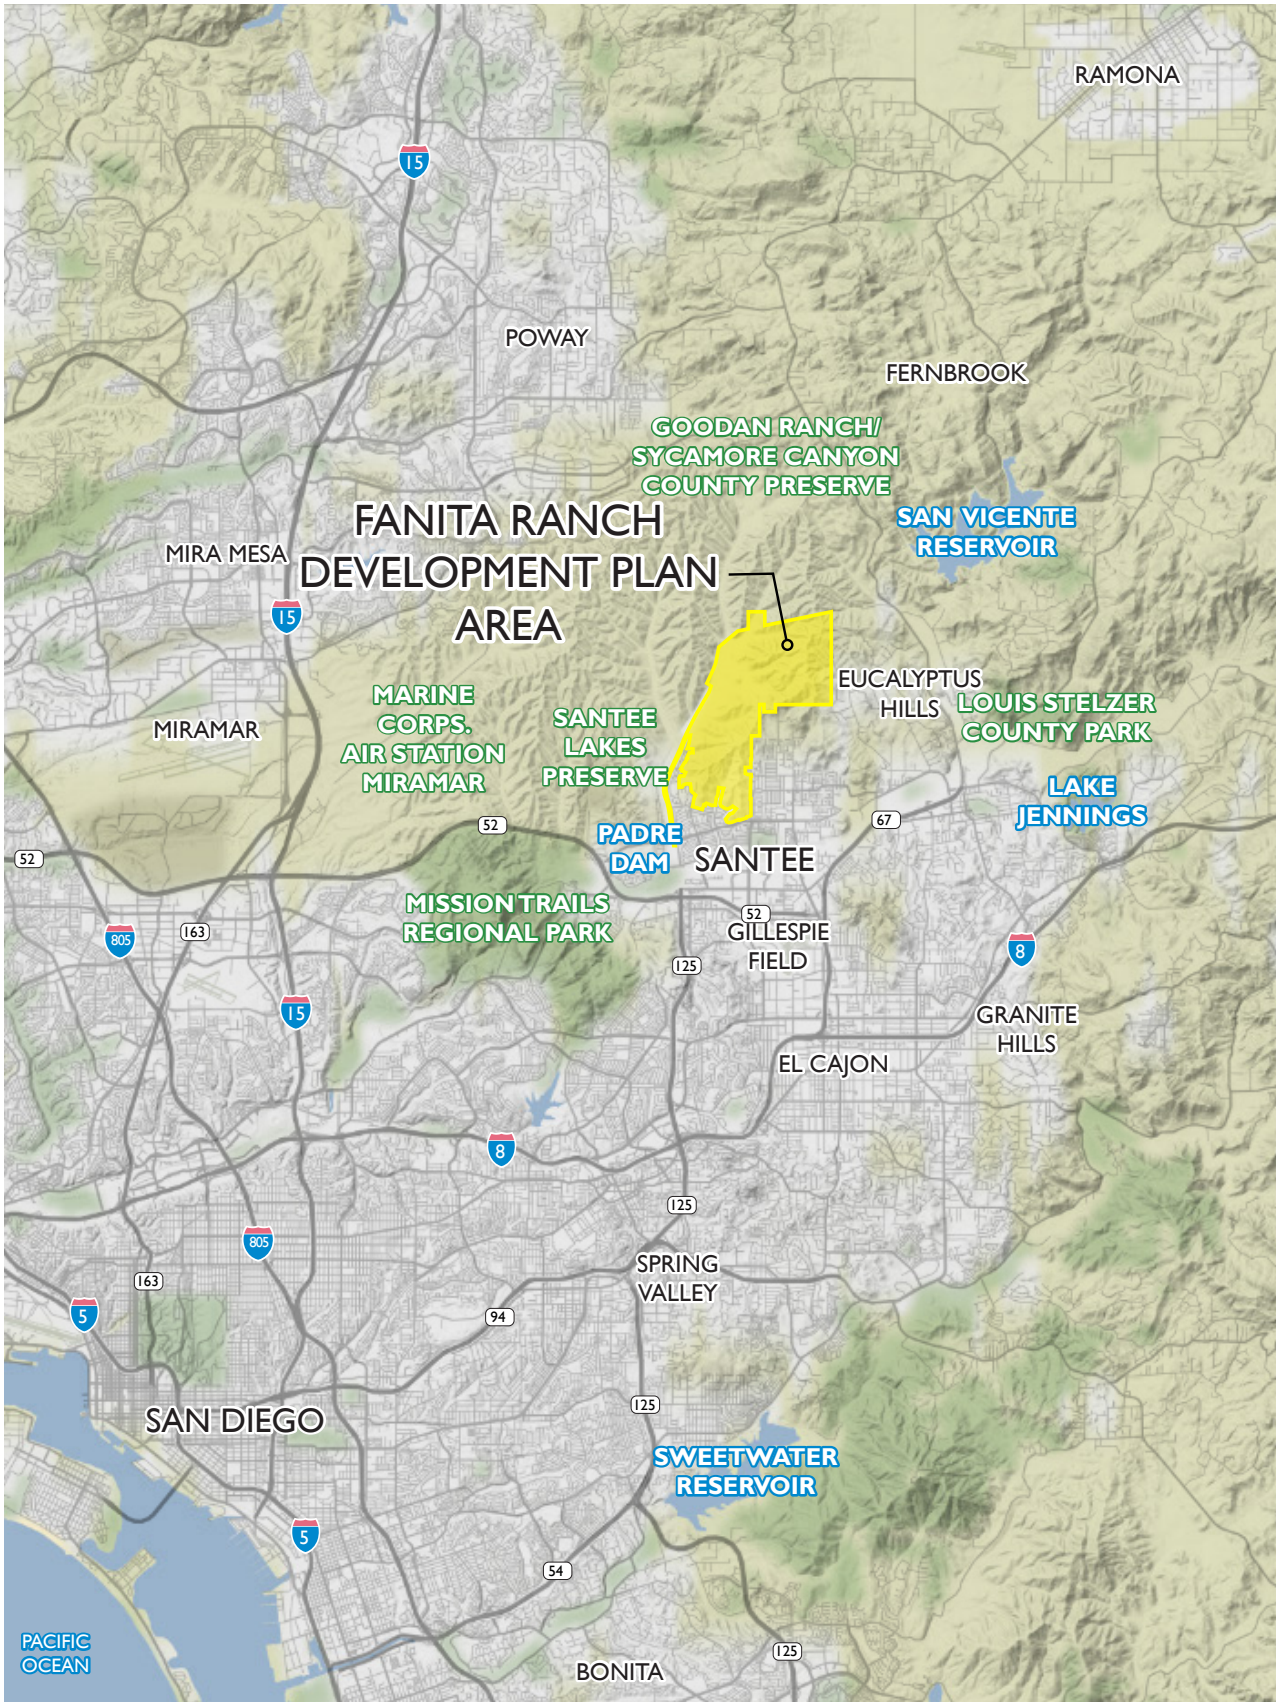 RAMONA
15
POWAY
FERNBROOK
GOODAN RANCH/
SYCAMORE CANYON
COUNTY PRESERVE
SAN VICENTE
RESERVOIR
FANITA RANCH
DEVELOPMENT PLAN
AREA
MIRA MESA
15
EUCALYPTUS
HILLS
LOUIS STELZER
COUNTY PARK
MARINE
CORPS.
AIR STATION
MIRAMAR
SANTEE
LAKES
PRESERVE
MIRAMAR
LAKE
JENNINGS
67
52
PADRE
DAM
SANTEE
52
MISSION TRAILS
REGIONAL PARK
52
GILLESPIE
FIELD
805
163
125
8
15
GRANITE
HILLS
EL CAJON
8
125
805
SPRING
VALLEY
163
5
94
125
SAN DIEGO
SWEETWATER
RESERVOIR
5
54
PACIFIC
OCEAN
125
BONITA